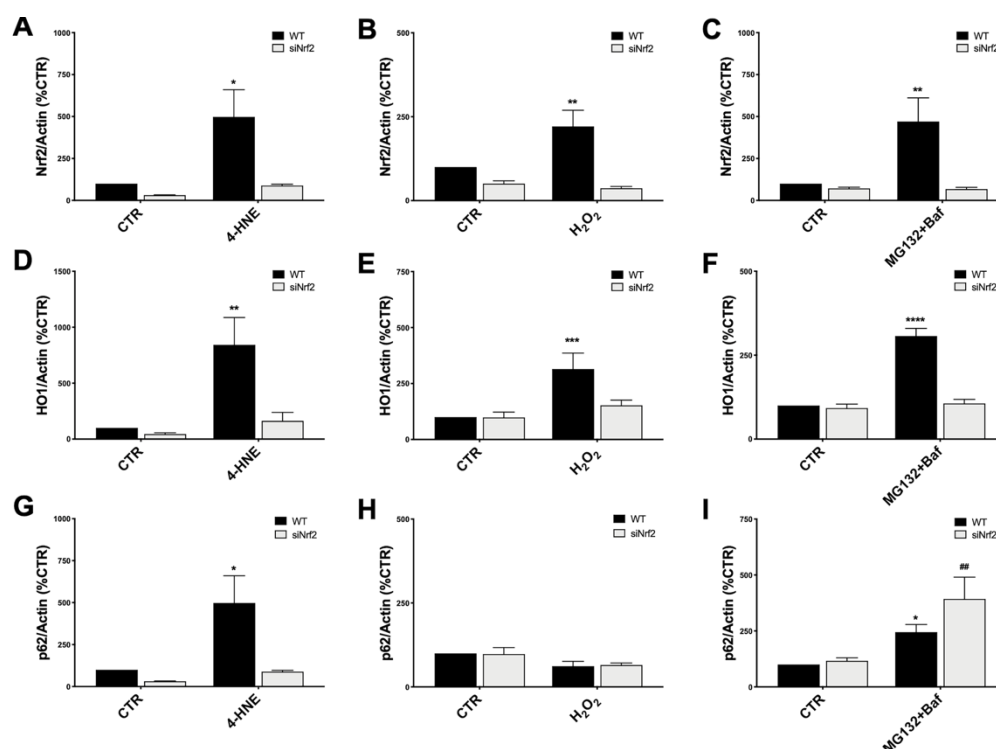 A
Nrf2/Actin (%CTR)
1000
750
500
250
0
*
WT
siNrf2
CTR
4-HNE
B
Nrf2/Actin (%CTR)
500
250
0
**
WT
siNrf2
CTR
H₂O₂
C
Nrf2/Actin (%CTR)
1000
750
500
250
0
**
WT
siNrf2
CTR
MG132+Baf
D
HO1/Actin (%CTR)
1500
1000
500
0
**
WT
siNrf2
CTR
4-HNE
E
HO1/Actin (%CTR)
750
500
250
0
***
WT
siNrf2
CTR
H₂O₂
F
HO1/Actin (%CTR)
500
250
0
****
WT
siNrf2
CTR
MG132+Baf
G
p62/Actin (%CTR)
1000
750
500
250
0
*
WT
siNrf2
CTR
4-HNE
H
p62/Actin (%CTR)
500
250
0
WT
siNrf2
CTR
H₂O₂
I
p62/Actin (%CTR)
750
500
250
0
*
##
WT
siNrf2
CTR
MG132+Baf